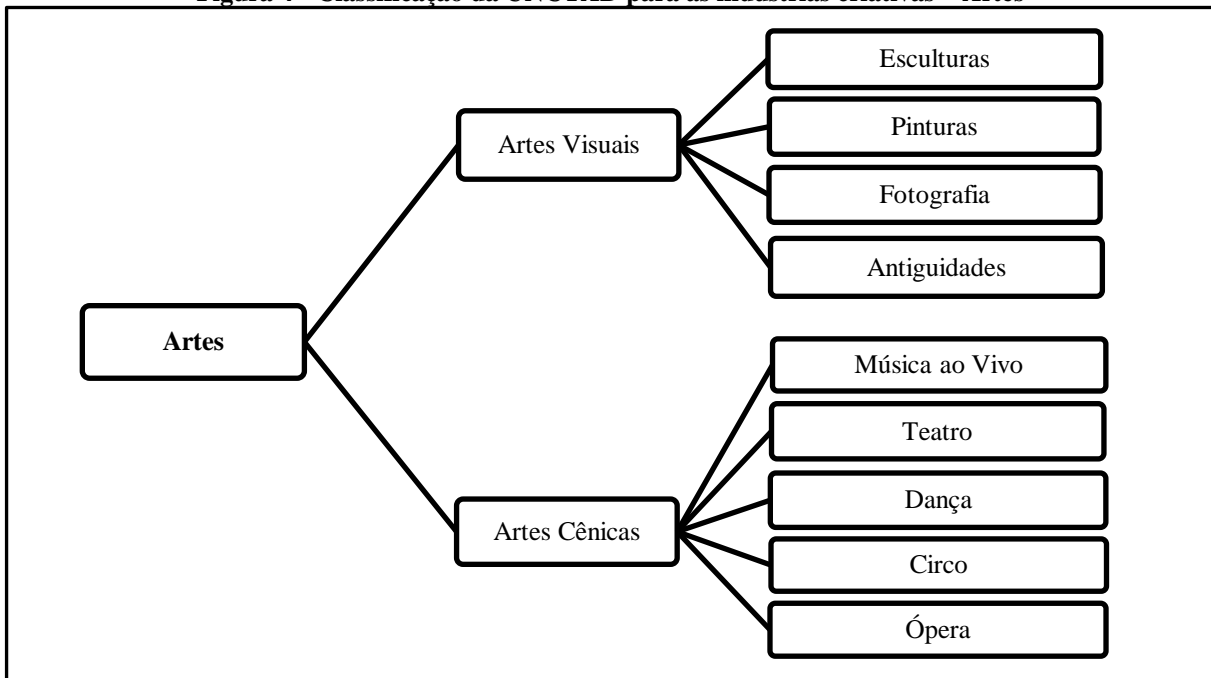 Artes
Artes Visuais
Esculturas
Pinturas
Fotografia
Antiguidades
Artes Cênicas
Música ao Vivo
Teatro
Dança
Circo
Ópera